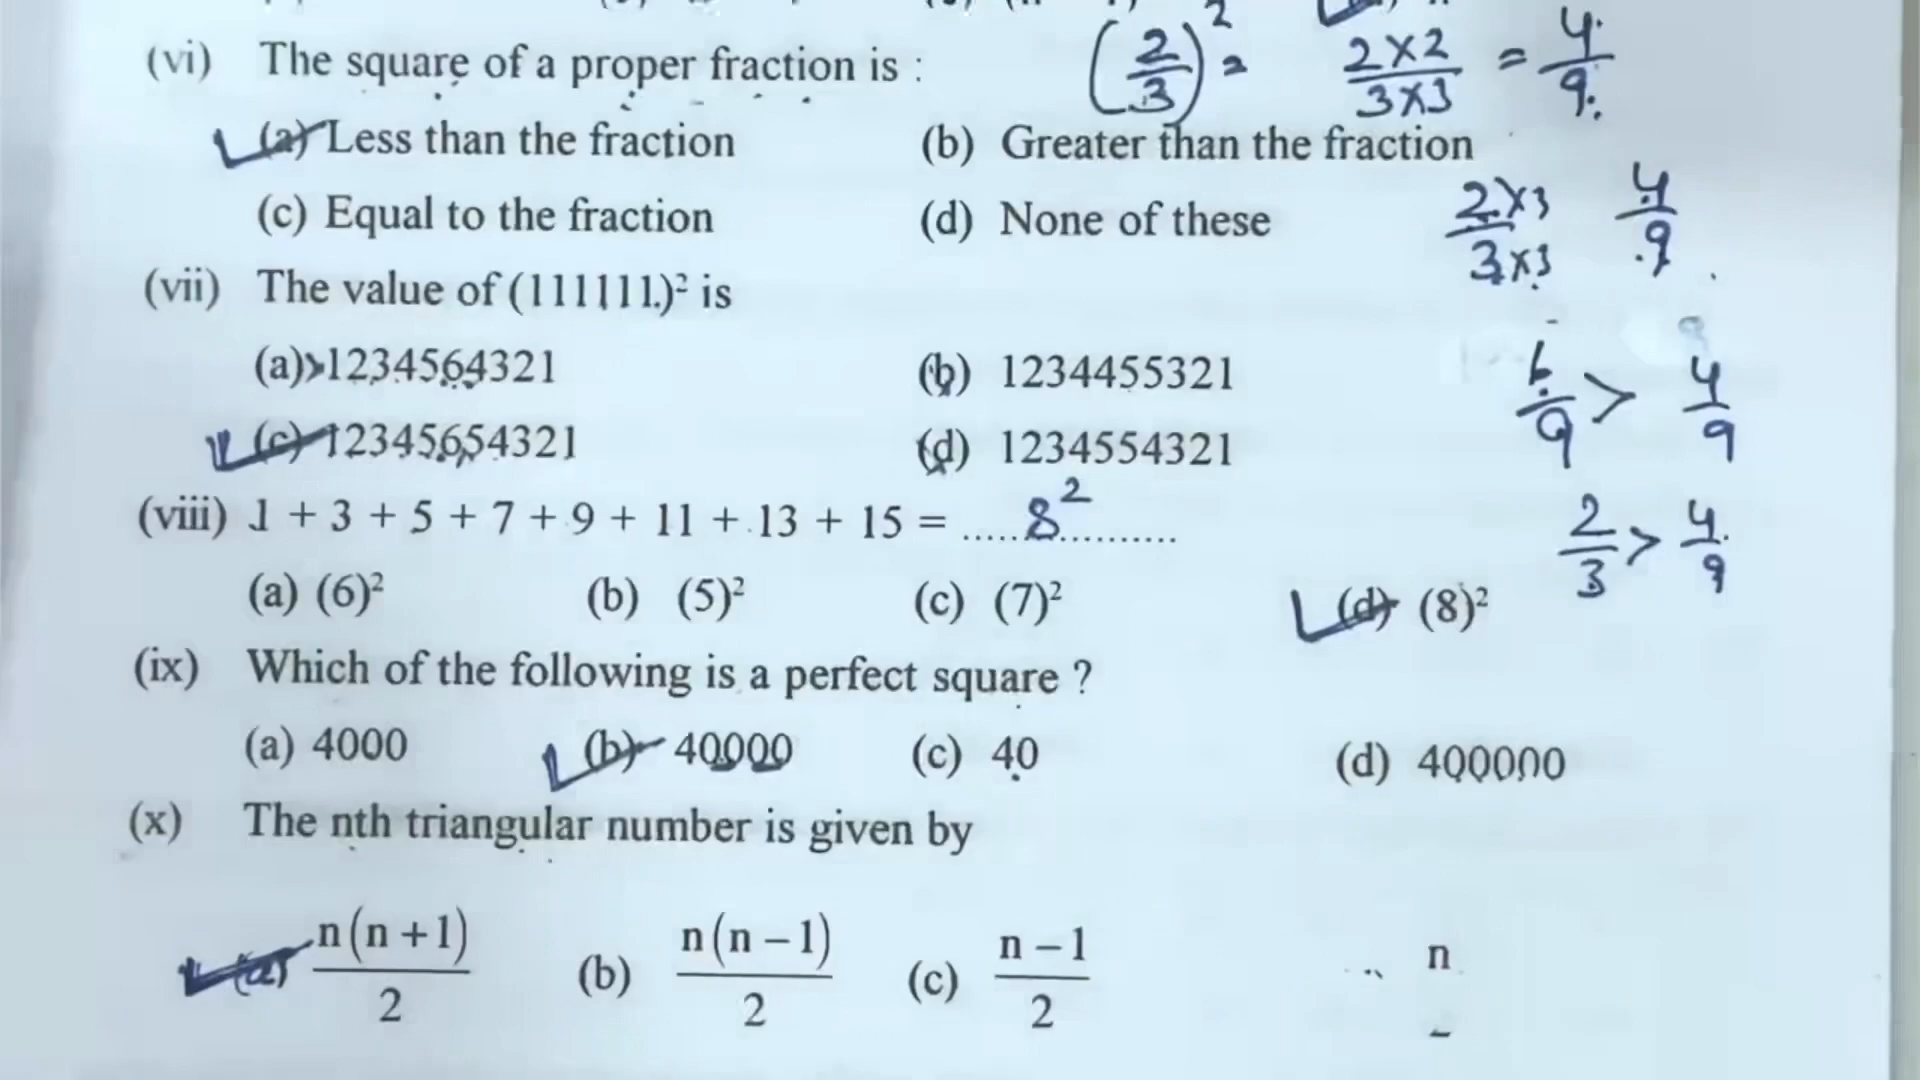 (vi) The square of a proper fraction is : (2/3)² = 2×2/3×3 = 4/9
(a) Less than the fraction (b) Greater than the fraction
(c) Equal to the fraction (d) None of these 2×3/3×3 4/9
(vii) The value of (111111)² is
(a) 1234564321 (b) 1234455321 6/9 > 4/9
(c) 12345654321 (d) 1234554321
(viii) 1 + 3 + 5 + 7 + 9 + 11 + 13 + 15 = .....8².......... 2/3 > 4/9
(a) (6)² (b) (5)² (c) (7)² (d) (8)²
(ix) Which of the following is a perfect square ?
(a) 4000 (b) 40000 (c) 40 (d) 400000
(x) The nth triangular number is given by
(a) n(n+1)/2 (b) n(n−1)/2 (c) n−1/2 n